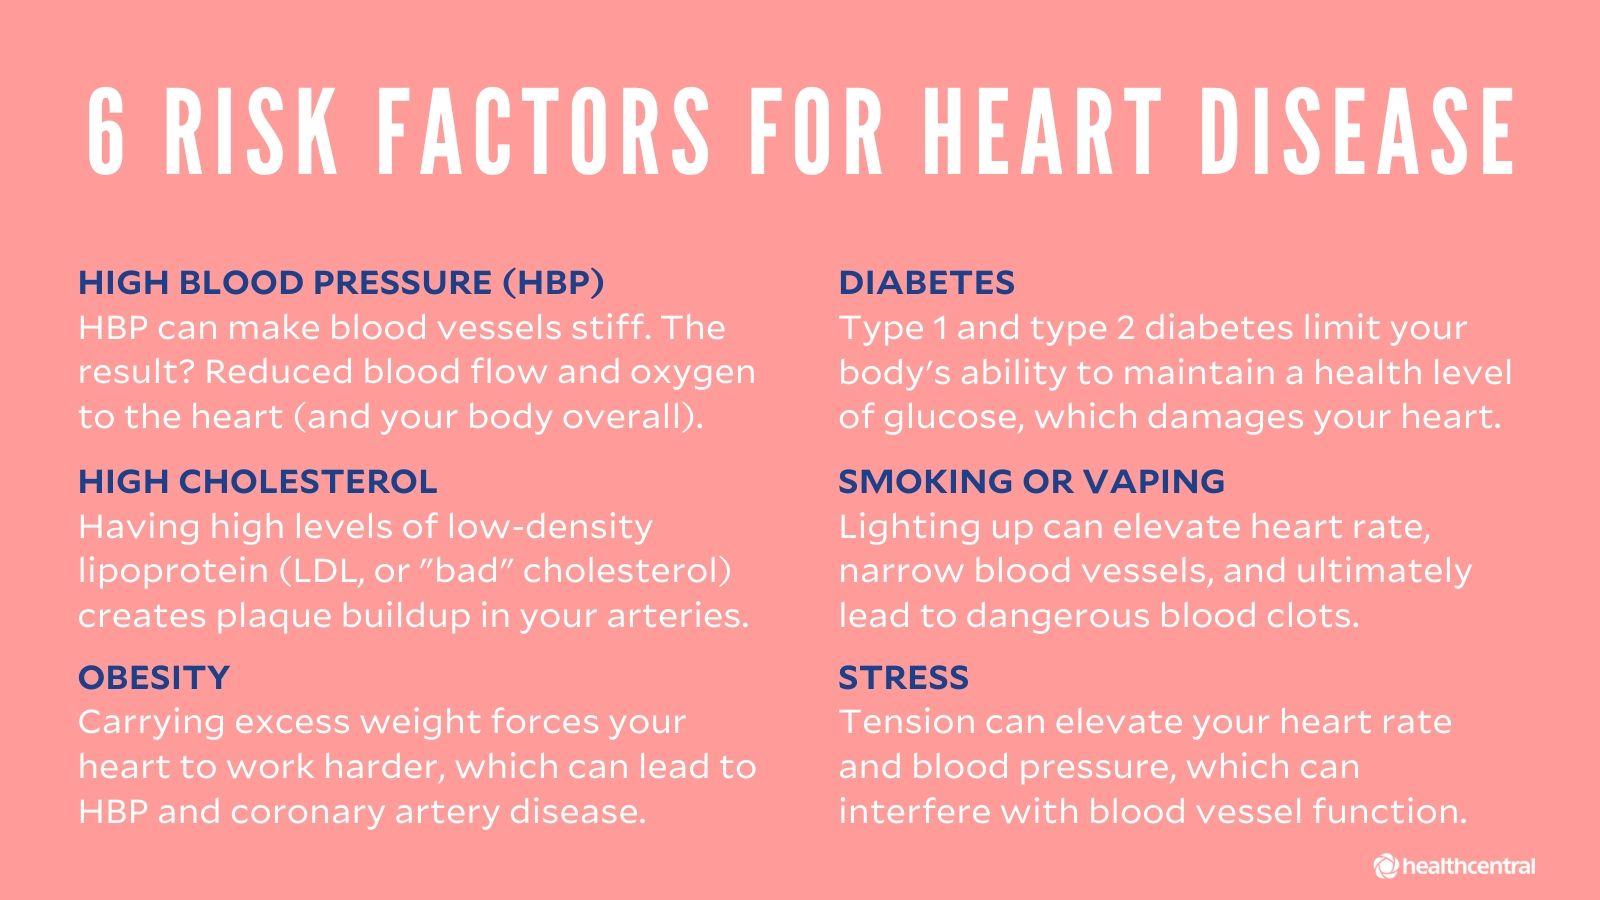 6 RISK FACTORS FOR HEART DISEASE
HIGH BLOOD PRESSURE (HBP)
HBP can make blood vessels stiff. The
result? Reduced blood flow and oxygen
to the heart (and your body overall).
HIGH CHOLESTEROL
Having high levels of low-density
lipoprotein (LDL, or "bad" cholesterol)
creates plaque buildup in your arteries.
OBESITY
Carrying excess weight forces your
heart to work harder, which can lead to
HBP and coronary artery disease.
DIABETES
Type 1 and type 2 diabetes limit your
body's ability to maintain a health level
of glucose, which damages your heart.
SMOKING OR VAPING
Lighting up can elevate heart rate,
narrow blood vessels, and ultimately
lead to dangerous blood clots.
STRESS
Tension can elevate your heart rate
and blood pressure, which can
interfere with blood vessel function.
healthcentral